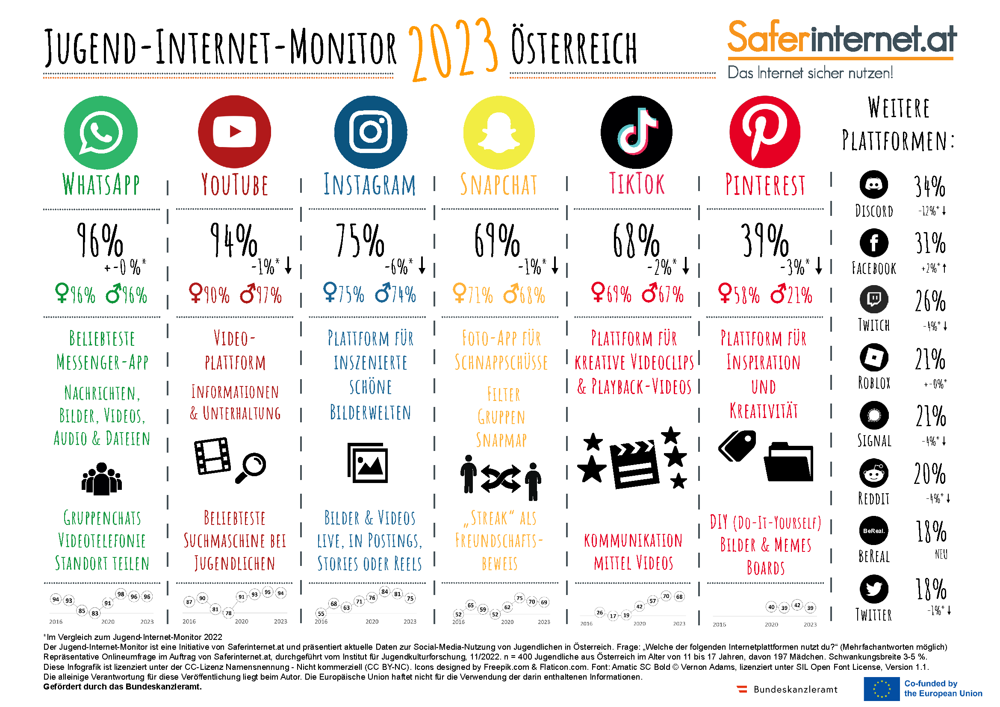 Jugend-Internet-Monitor 2023 Österreich
Saferinternet.at
Das Internet sicher nutzen!
WhatsApp
96%
+-0 %*
♀96% ♂96%
Beliebteste
Messenger-App
Nachrichten,
Bilder, Videos,
Audio & Dateien
Gruppenchats
Videotelefonie
Standort teilen
94 93 85 83 91 98 96 96
2016 2020 2023
YouTube
94%
-1%* ↓
♀90% ♂97%
Video-
plattform
Informationen
& Unterhaltung
Beliebteste
Suchmaschine bei
Jugendlichen
87 90 81 78 91 93 95 94
2016 2020 2023
Instagram
75%
-6%* ↓
♀75% ♂74%
Plattform für
inszenierte
schöne
Bilderwelten
Bilder & Videos
live, in Postings,
Stories oder Reels
55 68 63 71 76 84 81 75
2016 2020 2023
Snapchat
69%
-1%* ↓
♀71% ♂68%
Foto-App für
Schnappschüsse
Filter
Gruppen
Snapmap
„Streak“ als
Freundschafts-
beweis
52 65 59 52 62 75 70 69
2016 2020 2023
TikTok
68%
-2%* ↓
♀69% ♂67%
Plattform für
kreative Videoclips
& Playback-Videos
Kommunikation
mittel Videos
26 17 19 42 57 70 68
2016 2020 2023
Pinterest
39%
-3%* ↓
♀58% ♂21%
Plattform für
Inspiration
und
Kreativität
DIY (Do-It-Yourself)
Bilder & Memes
Boards
40 39 42 39
2016 2020 2023
Weitere
Plattformen:
34%
Discord -12%* ↓
31%
Facebook +2%* ↑
26%
Twitch -4%* ↓
21%
Roblox +-0%*
21%
Signal -4%* ↓
20%
Reddit -4%* ↓
BeReal. 18%
BeReal neu
18%
Twitter -1%* ↓
*Im Vergleich zum Jugend-Internet-Monitor 2022
Der Jugend-Internet-Monitor ist eine Initiative von Saferinternet.at und präsentiert aktuelle Daten zur Social-Media-Nutzung von Jugendlichen in Österreich. Frage: „Welche der folgenden Internetplattformen nutzt du?“ (Mehrfachantworten möglich)
Repräsentative Onlineumfrage im Auftrag von Saferinternet.at, durchgeführt vom Institut für Jugendkulturforschung, 11/2022. n = 400 Jugendliche aus Österreich im Alter von 11 bis 17 Jahren, davon 197 Mädchen. Schwankungsbreite 3-5 %.
Diese Infografik ist lizenziert unter der CC-Lizenz Namensnennung - Nicht kommerziell (CC BY-NC). Icons designed by Freepik.com & Flaticon.com. Font: Amatic SC Bold © Vernon Adams, lizenziert unter SIL Open Font License, Version 1.1.
Die alleinige Verantwortung für diese Veröffentlichung liegt beim Autor. Die Europäische Union haftet nicht für die Verwendung der darin enthaltenen Informationen.
Gefördert durch das Bundeskanzleramt.
Bundeskanzleramt
Co-funded by
the European Union